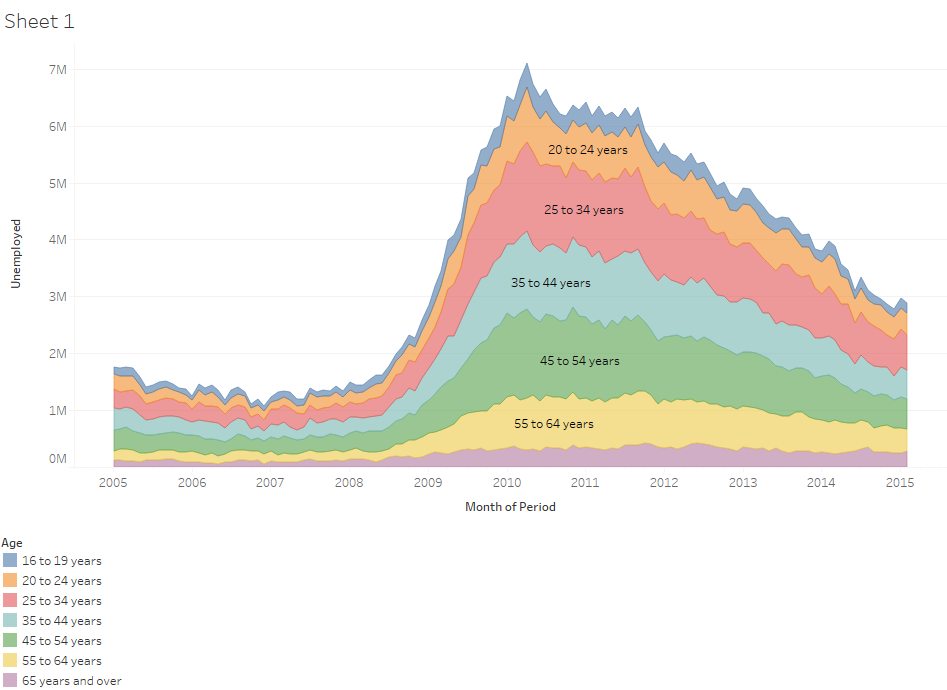 Sheet 1
7M
6M
5M
4M
3M
2M
1M
0M
Unemployed
20 to 24 years
25 to 34 years
35 to 44 years
45 to 54 years
55 to 64 years
2005 2006 2007 2008 2009 2010 2011 2012 2013 2014 2015
Month of Period
Age
16 to 19 years
20 to 24 years
25 to 34 years
35 to 44 years
45 to 54 years
55 to 64 years
65 years and over